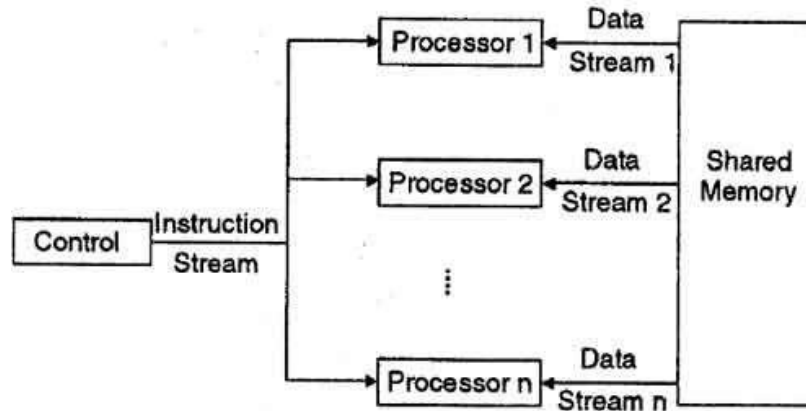 Processor 1
Data
Stream 1
Processor 2
Data
Stream 2
Shared
Memory
Control
Instruction
Stream
Processor n
Data
Stream n